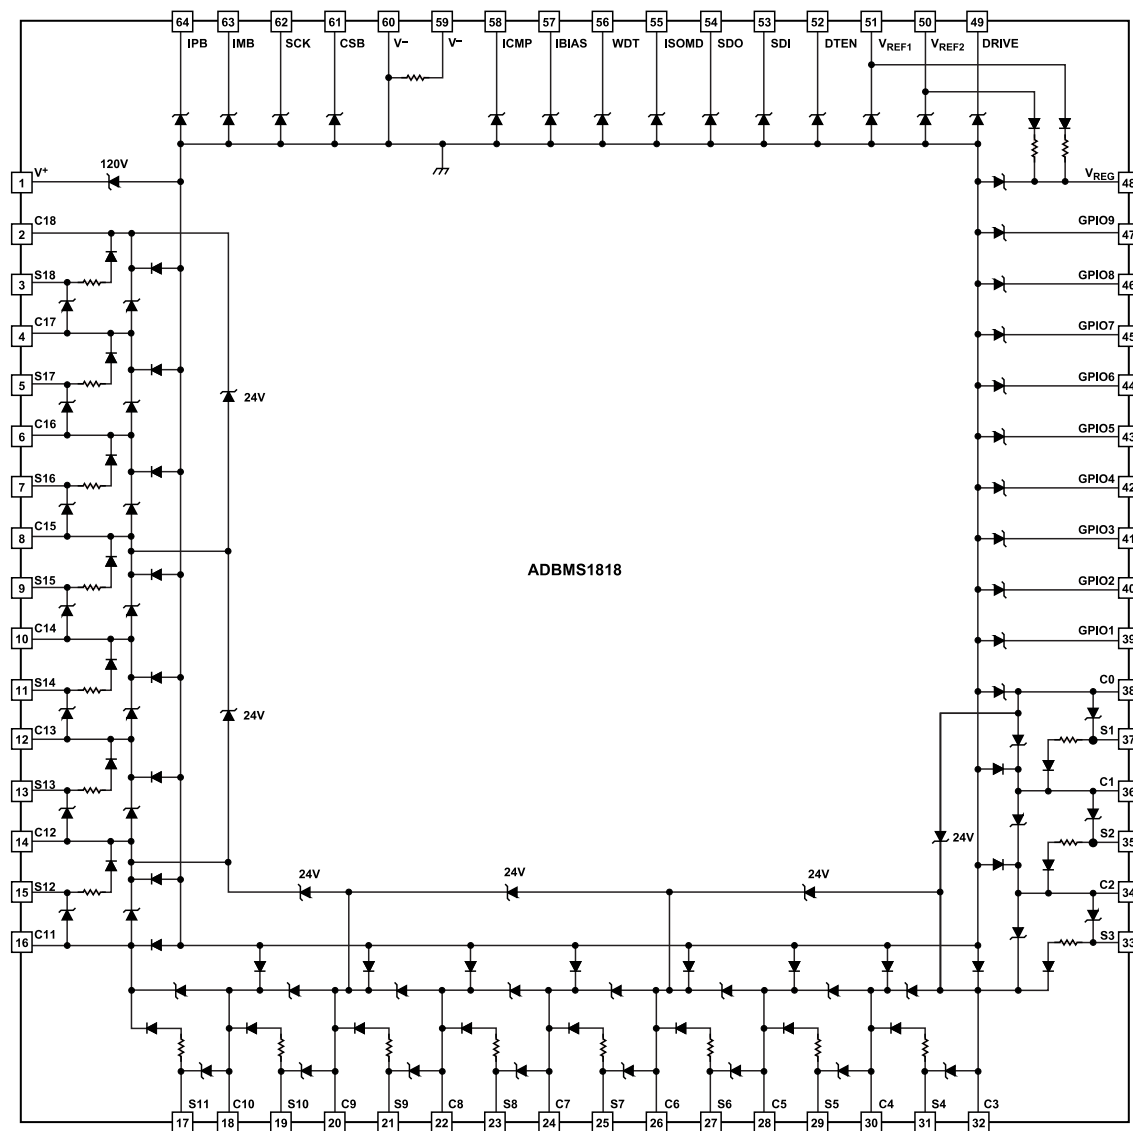 64 63 62 61 60 59 58 57 56 55 54 53 52 51 50 49
IPB IMB SCK CSB V– V– ICMP IBIAS WDT ISOMD SDO SDI DTEN VREF1 VREF2 DRIVE
120V
1 V+
VREG 48
2 C18
GPIO9 47
3 S18
GPIO8 46
4 C17
GPIO7 45
5 S17
GPIO6 44
24V
6 C16
GPIO5 43
7 S16
GPIO4 42
8 C15
GPIO3 41
ADBMS1818
9 S15
GPIO2 40
10 C14
GPIO1 39
11 S14
C0 38
24V
12 C13
S1 37
13 S13
C1 36
14 C12
24V
S2 35
24V 24V 24V
15 S12
C2 34
16 C11
S3 33
S11 C10 S10 C9 S9 C8 S8 C7 S7 C6 S6 C5 S5 C4 S4 C3
17 18 19 20 21 22 23 24 25 26 27 28 29 30 31 32